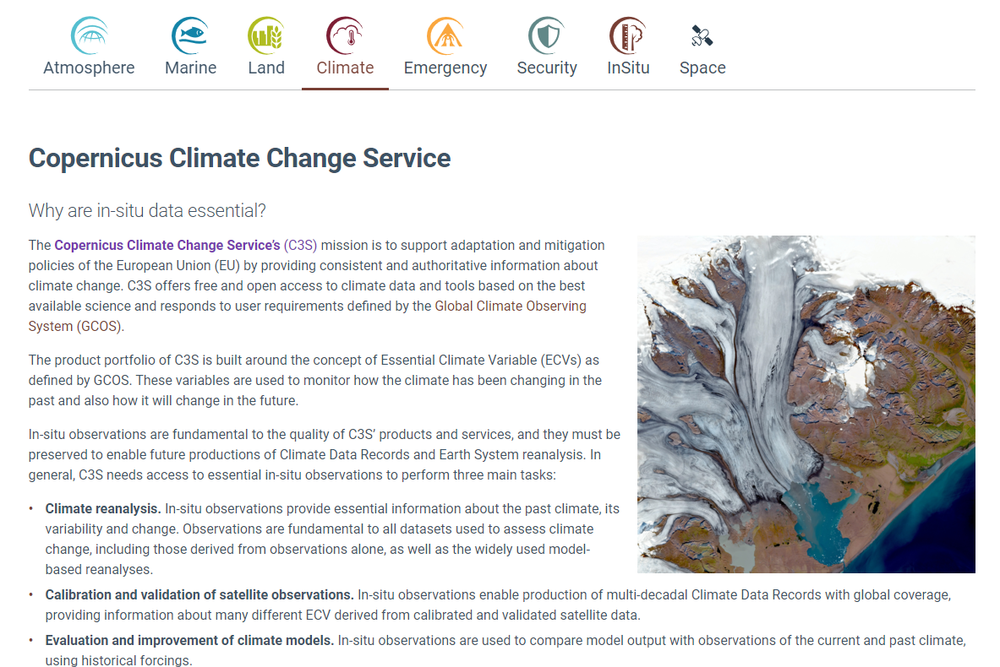 Atmosphere Marine Land Climate Emergency Security InSitu Space
Copernicus Climate Change Service
Why are in-situ data essential?
The Copernicus Climate Change Service's (C3S) mission is to support adaptation and mitigation
policies of the European Union (EU) by providing consistent and authoritative information about
climate change. C3S offers free and open access to climate data and tools based on the best
available science and responds to user requirements defined by the Global Climate Observing
System (GCOS).
The product portfolio of C3S is built around the concept of Essential Climate Variable (ECVs) as
defined by GCOS. These variables are used to monitor how the climate has been changing in the
past and also how it will change in the future.
In-situ observations are fundamental to the quality of C3S' products and services, and they must be
preserved to enable future productions of Climate Data Records and Earth System reanalysis. In
general, C3S needs access to essential in-situ observations to perform three main tasks:
• Climate reanalysis. In-situ observations provide essential information about the past climate, its
variability and change. Observations are fundamental to all datasets used to assess climate
change, including those derived from observations alone, as well as the widely used model-
based reanalyses.
• Calibration and validation of satellite observations. In-situ observations enable production of multi-decadal Climate Data Records with global coverage,
providing information about many different ECV derived from calibrated and validated satellite data.
• Evaluation and improvement of climate models. In-situ observations are used to compare model output with observations of the current and past climate,
using historical forcings.